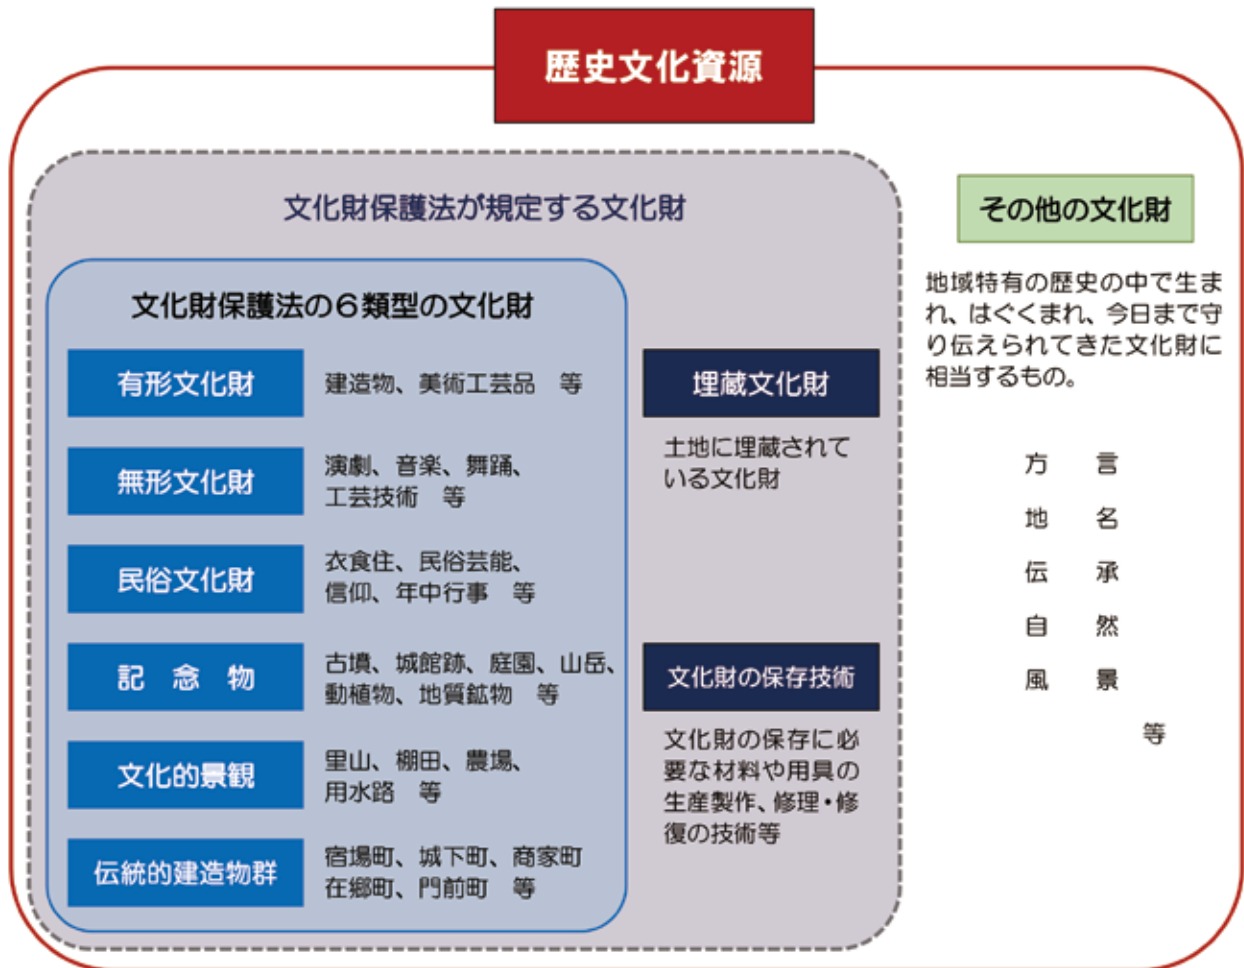 歴史文化資源
文化財保護法が規定する文化財
文化財保護法の6類型の文化財
有形文化財
建造物、美術工芸品　等
無形文化財
演劇、音楽、舞踊、
工芸技術　等
民俗文化財
衣食住、民俗芸能、
信仰、年中行事　等
記　念　物
古墳、城館跡、庭園、山岳、
動植物、地質鉱物　等
文化的景観
里山、棚田、農場、
用水路　等
伝統的建造物群
宿場町、城下町、商家町
在郷町、門前町　等
埋蔵文化財
土地に埋蔵されて
いる文化財
文化財の保存技術
文化財の保存に必
要な材料や用具の
生産製作、修理・修
復の技術等
その他の文化財
地域特有の歴史の中で生ま
れ、はぐくまれ、今日まで守
り伝えられてきた文化財に
相当するもの。
方　言
地　名
伝　承
自　然
風　景
等